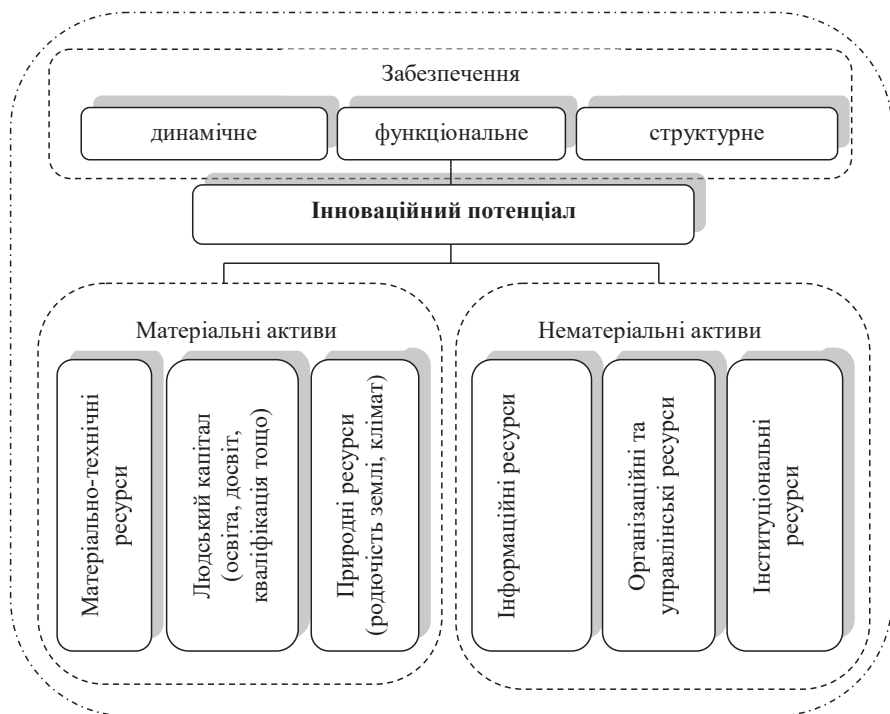 Забезпечення
динамічне
функціональне
структурне
Інноваційний потенціал
Матеріальні активи
Нематеріальні активи
Матеріально-технічні
ресурси
Людський капітал
(освіта, досвіт,
кваліфікація тощо)
Природні ресурси
(родючість землі, клімат)
Інформаційні ресурси
Організаційні та
управлінські ресурси
Інституціональні
ресурси